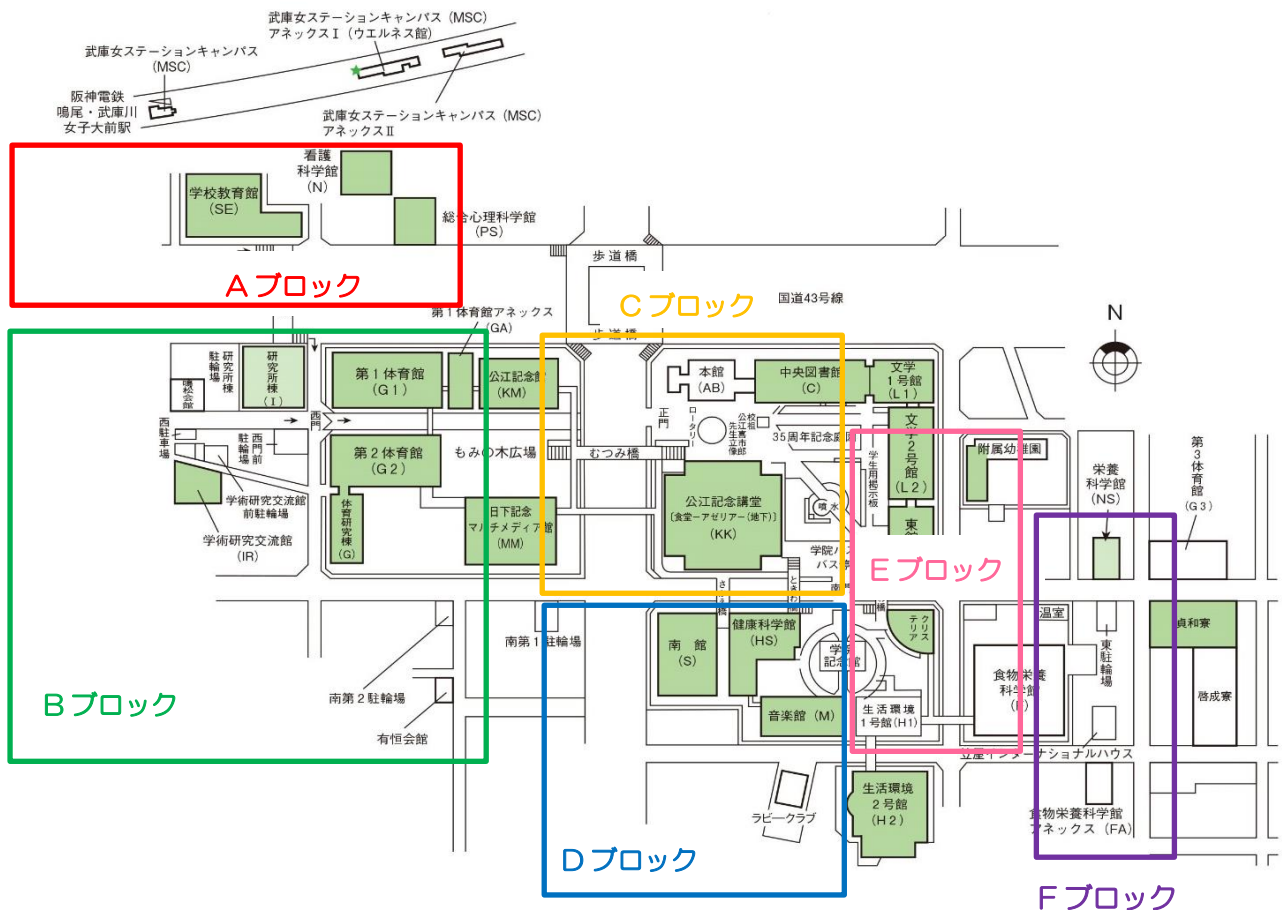 武庫女ステーションキャンパス（MSC）
アネックスⅠ（ウエルネス館）
武庫女ステーションキャンパス
（MSC）
阪神電鉄
鳴尾・武庫川
女子大前駅
武庫女ステーションキャンパス（MSC）
アネックスⅡ
看護
科学館
（N）
学校教育館
（SE）
総合心理科学館
（PS）
Aブロック
歩道橋
国道43号線
Cブロック
歩道橋
N
第1体育館アネックス
（GA）
研究所棟
駐輪場
研究所棟
（I）
鳴松会館
第1体育館
（G1）
公江記念館
（KM）
本館
（AB）
中央図書館
（C）
文学
1号館
（L1）
西門
正門
ロータリー
校祖
公江喜市郎
先生立像
35周年記念庭園
西駐車場
西門前
駐輪場
第2体育館
（G2）
もみの木広場
むつみ橋
学生用掲示板
文学2号館
（L2）
附属幼稚園
栄養
科学館
（NS）
第3体育館
（G3）
学術研究交流館
前駐輪場
学術研究交流館
（IR）
体育研究棟
（G）
日下記念
マルチメディア館
（MM）
公江記念講堂
〔食堂－アゼリアー（地下）〕
（KK）
噴水
東館
学院バス
バス
Eブロック
南第1駐輪場
南館
（S）
健康科学館
（HS）
学院
記念館
クリス
テリア
温室
東駐輪場
貞和寮
Bブロック
南第2駐輪場
有恒会館
音楽館（M）
生活環境
1号館（H1）
食物栄養
科学館
（F）
啓成寮
笠屋インターナショナルハウス
ラビークラブ
生活環境
2号館
（H2）
食物栄養科学館
アネックス（FA）
Dブロック
Fブロック